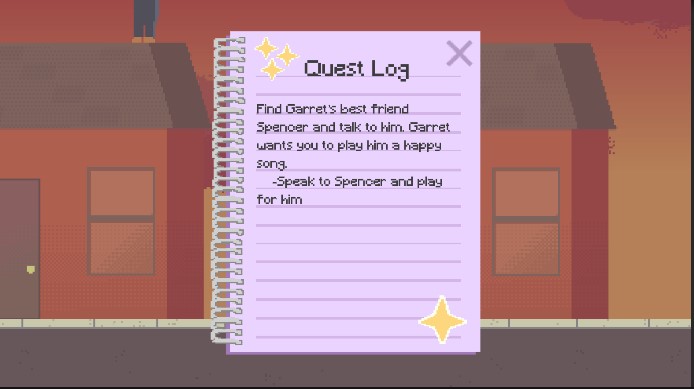 Quest Log
Find Garret's best friend
Spencer and talk to him. Garret
wants you to play him a happy
song.
-Speak to Spencer and play
for him